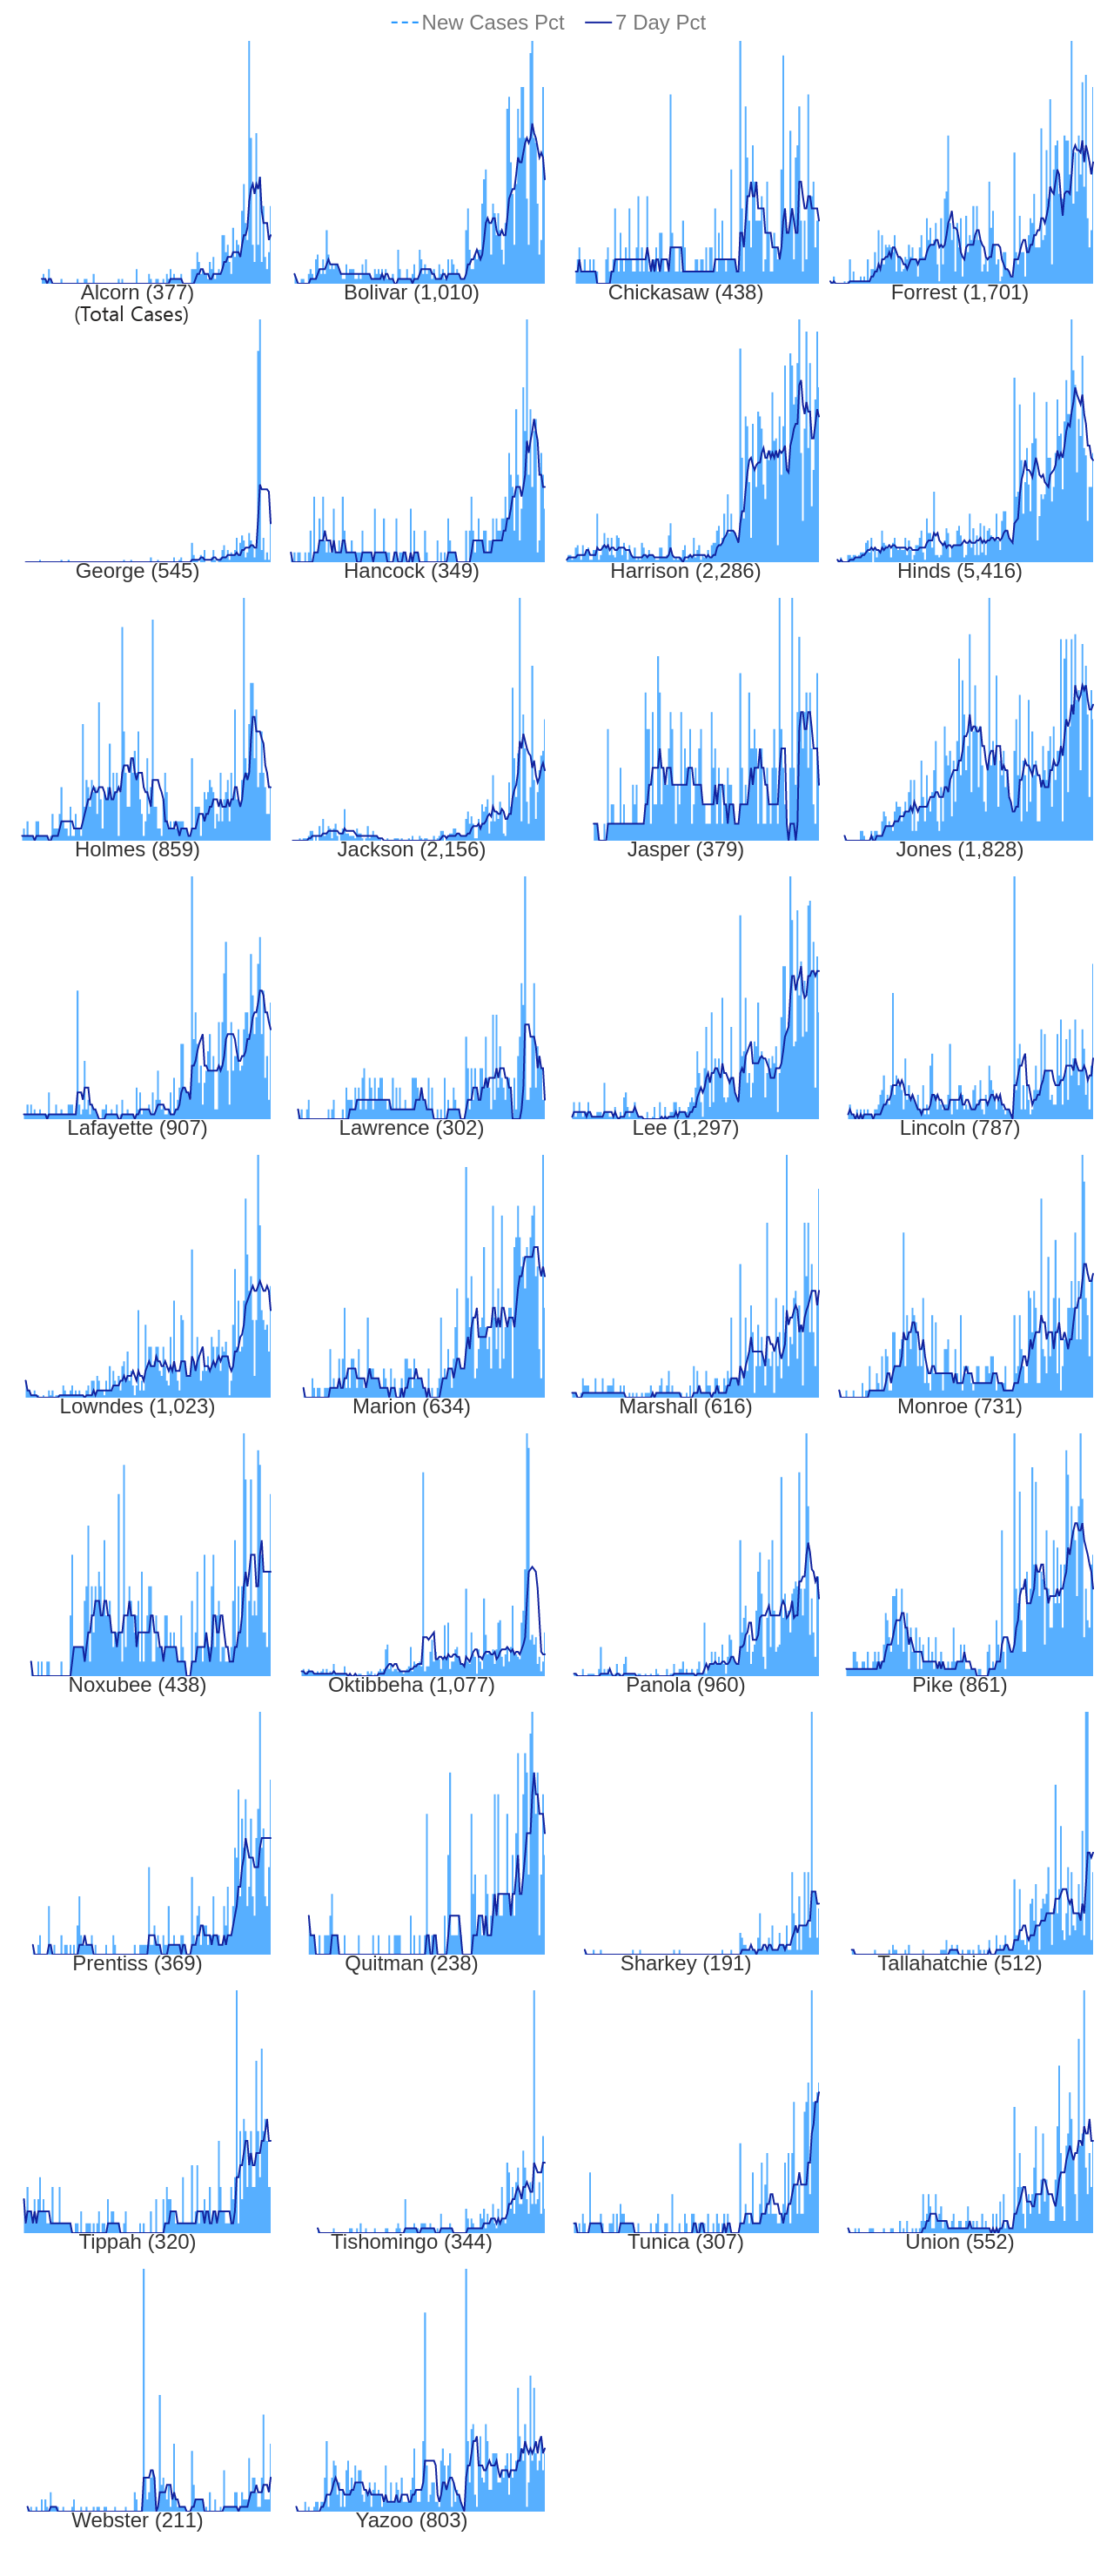 New Cases Pct 7 Day Pct
Alcorn (377) Bolivar (1,010) Chickasaw (438) Forrest (1,701)
(Total Cases)
George (545) Hancock (349) Harrison (2,286) Hinds (5,416)
Holmes (859) Jackson (2,156) Jasper (379) Jones (1,828)
Lafayette (907) Lawrence (302) Lee (1,297) Lincoln (787)
Lowndes (1,023) Marion (634) Marshall (616) Monroe (731)
Noxubee (438) Oktibbeha (1,077) Panola (960) Pike (861)
Prentiss (369) Quitman (238) Sharkey (191) Tallahatchie (512)
Tippah (320) Tishomingo (344) Tunica (307) Union (552)
Webster (211) Yazoo (803)